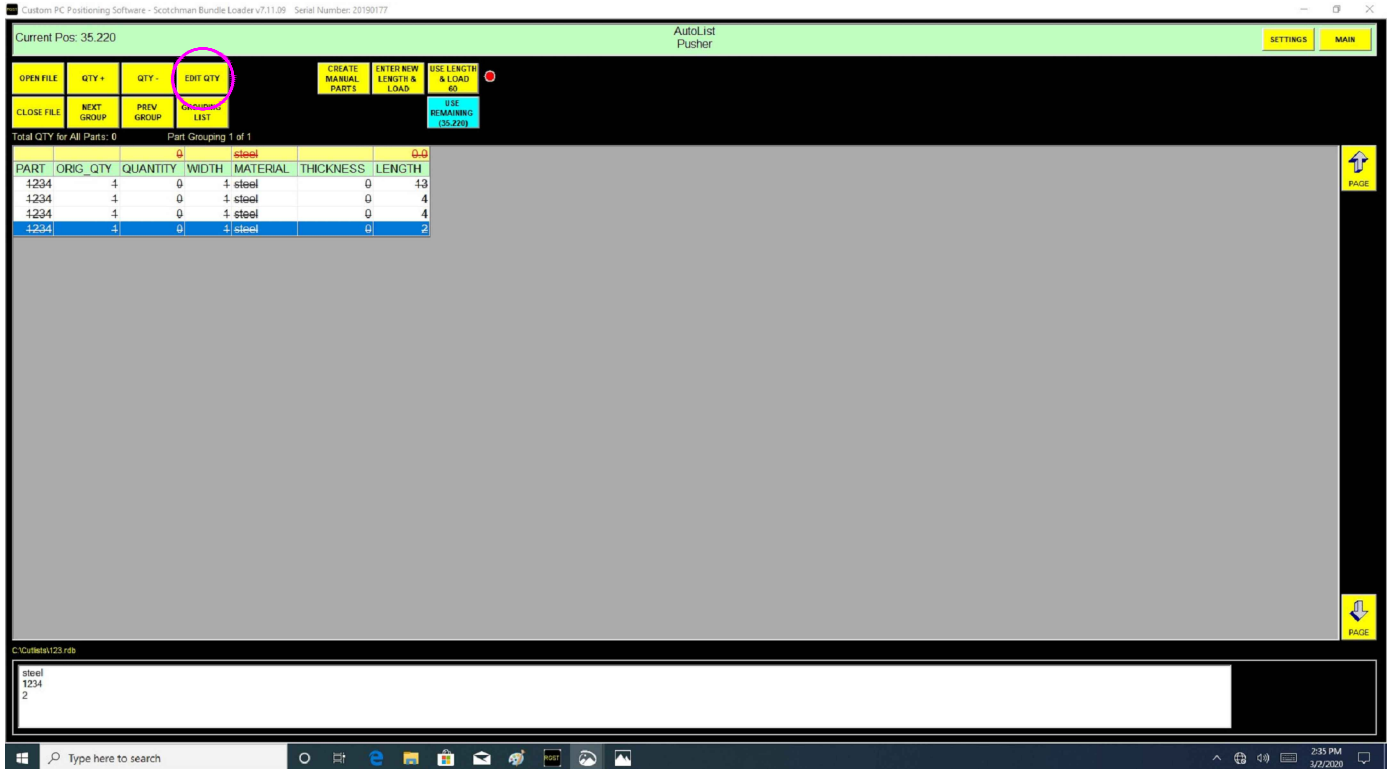 Custom PC Positioning Software - Scotchman Bundle Loader v7.11.09 Serial Number: 20190177
Current Pos: 35.220
AutoList
Pusher
SETTINGS
MAIN
OPEN FILE
QTY +
QTY -
EDIT QTY
CREATE MANUAL PARTS
ENTER NEW LENGTH & LOAD
USE LENGTH & LOAD 60
CLOSE FILE
NEXT GROUP
PREV GROUP
GROUPING LIST
USE REMAINING (35.220)
Total QTY for All Parts: 0 Part Grouping 1 of 1
0 steel 0.0
PART ORIG_QTY QUANTITY WIDTH MATERIAL THICKNESS LENGTH
1234 1 0 1 steel 0 13
1234 1 0 1 steel 0 4
1234 1 0 1 steel 0 4
1234 1 0 1 steel 0 2
PAGE
PAGE
C:\Cutlists\123.rdb
steel
1234
2
Type here to search
2:35 PM
3/2/2020